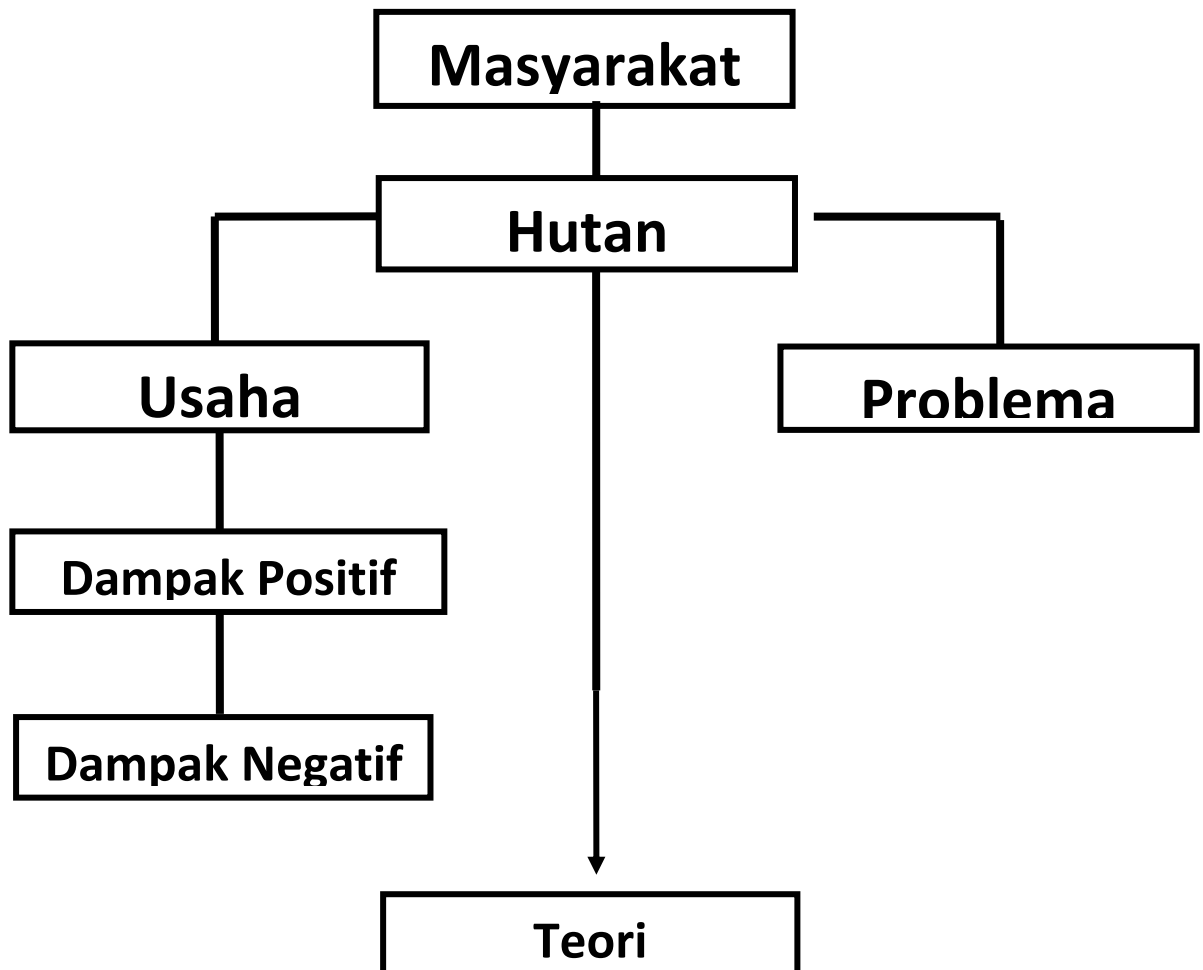 Masyarakat
Hutan
Usaha
Problema
Dampak Positif
Dampak Negatif
Teori